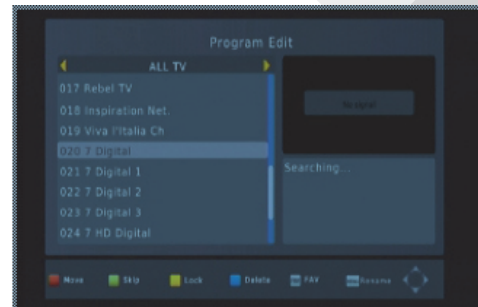 Program Edit
ALL TV
017 Rebel TV
018 Inspiration Net.
019 Viva l'Italia Ch
020 7 Digital
021 7 Digital 1
022 7 Digital 2
023 7 Digital 3
024 7 HD Digital
No signal
Searching...
Move Skip Lock Delete FAV Rename